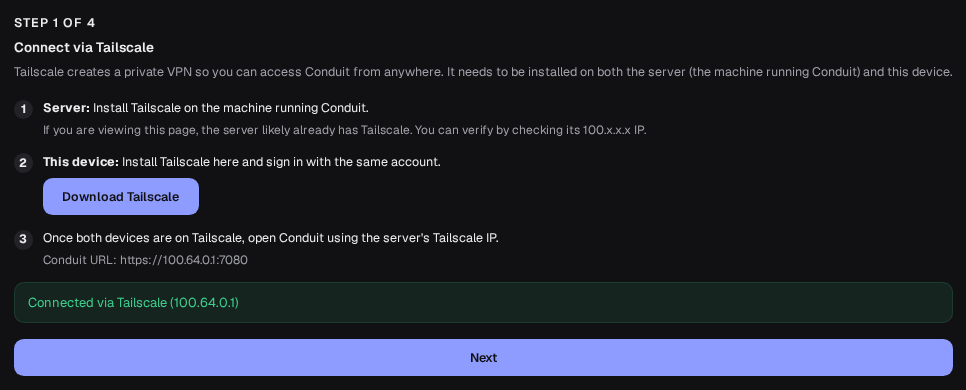 STEP 1 OF 4
Connect via Tailscale
Tailscale creates a private VPN so you can access Conduit from anywhere. It needs to be installed on both the server (the machine running Conduit) and this device.
1 Server: Install Tailscale on the machine running Conduit.
If you are viewing this page, the server likely already has Tailscale. You can verify by checking its 100.x.x.x IP.
2 This device: Install Tailscale here and sign in with the same account.
Download Tailscale
3 Once both devices are on Tailscale, open Conduit using the server's Tailscale IP.
Conduit URL: https://100.64.0.1:7080
Connected via Tailscale (100.64.0.1)
Next